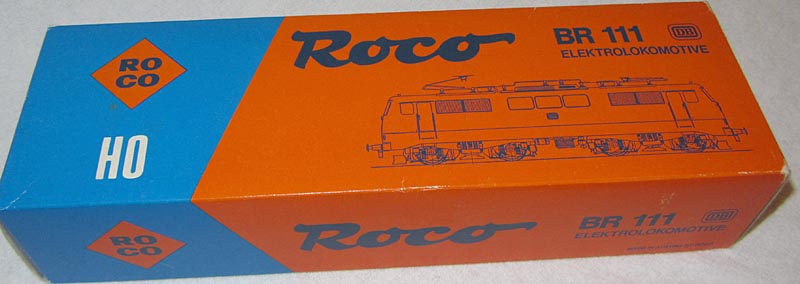 RO
CO
HO
Roco
BR 111 DB
ELEKTROLOKOMOTIVE
RO
CO
Roco
BR 111 DB
ELEKTROLOKOMOTIVE